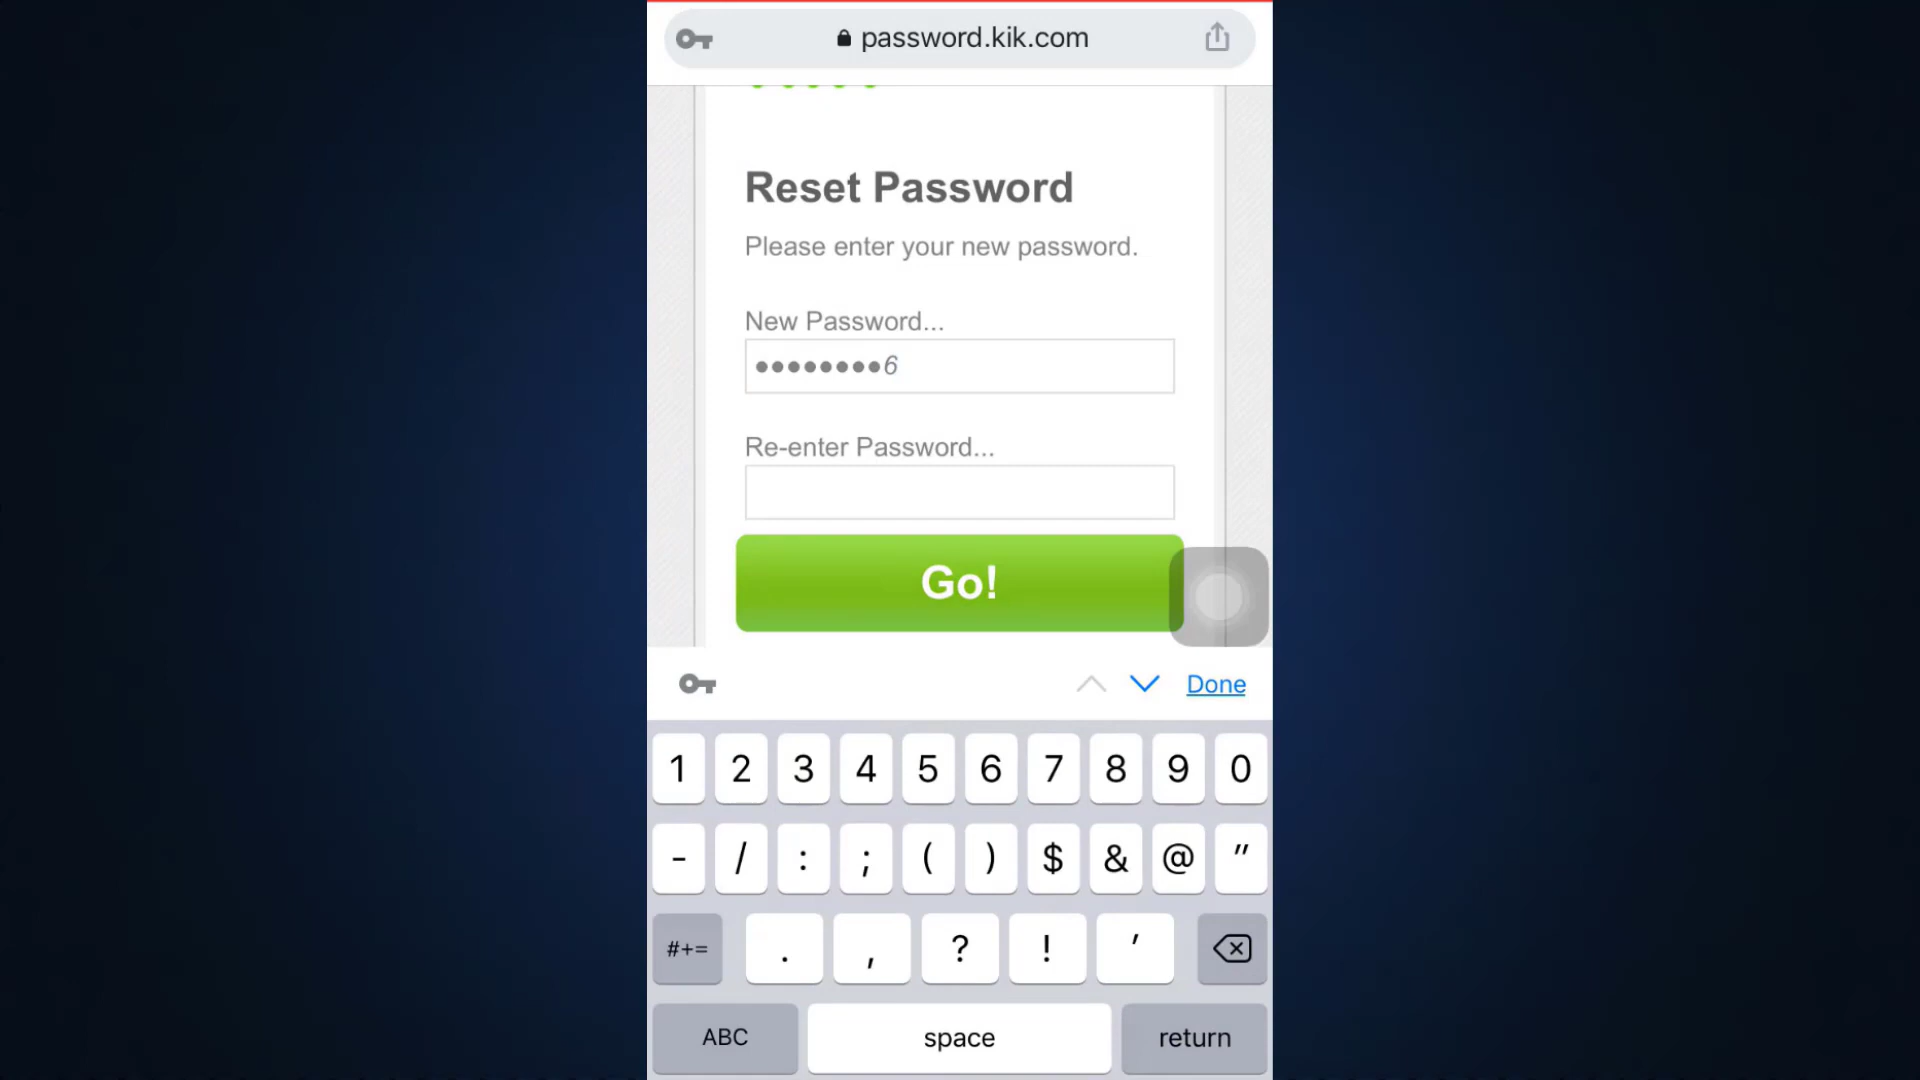 password.kik.com
Reset Password
Please enter your new password.
New Password...
••••••••6
Re-enter Password...
Go!
Done
1 2 3 4 5 6 7 8 9 0
- / : ; ( ) $ & @ "
#+= . , ? ! '
ABC space return